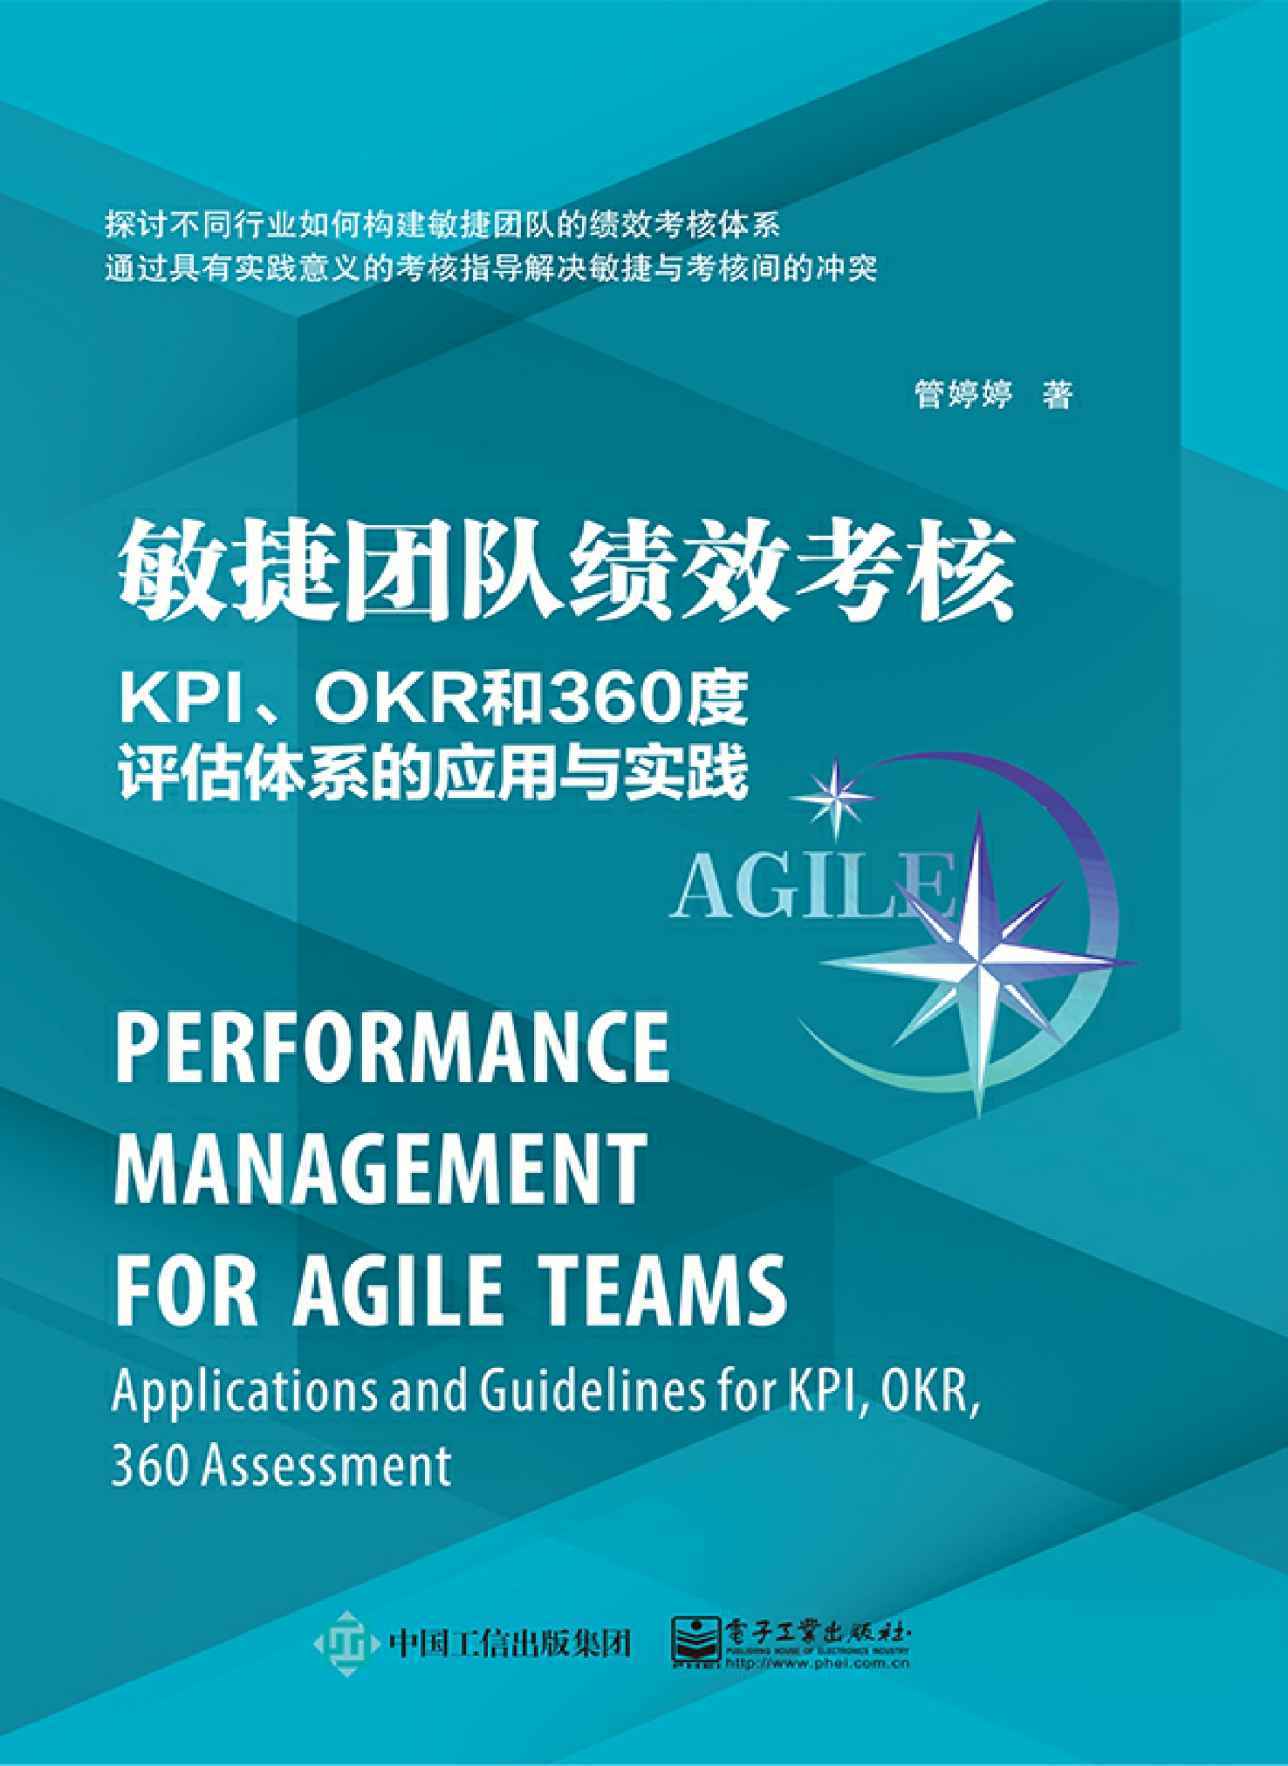 探讨不同行业如何构建敏捷团队的绩效考核体系
通过具有实践意义的考核指导解决敏捷与考核间的冲突
管婷婷 著
敏捷团队绩效考核
KPI、OKR和360度
评估体系的应用与实践
AGILE
PERFORMANCE
MANAGEMENT
FOR AGILE TEAMS
Applications and Guidelines for KPI, OKR,
360 Assessment
中国工信出版集团
電子工業出版社·
PUBLISHING HOUSE OF ELECTRONICS INDUSTRY
http://www.phei.com.cn